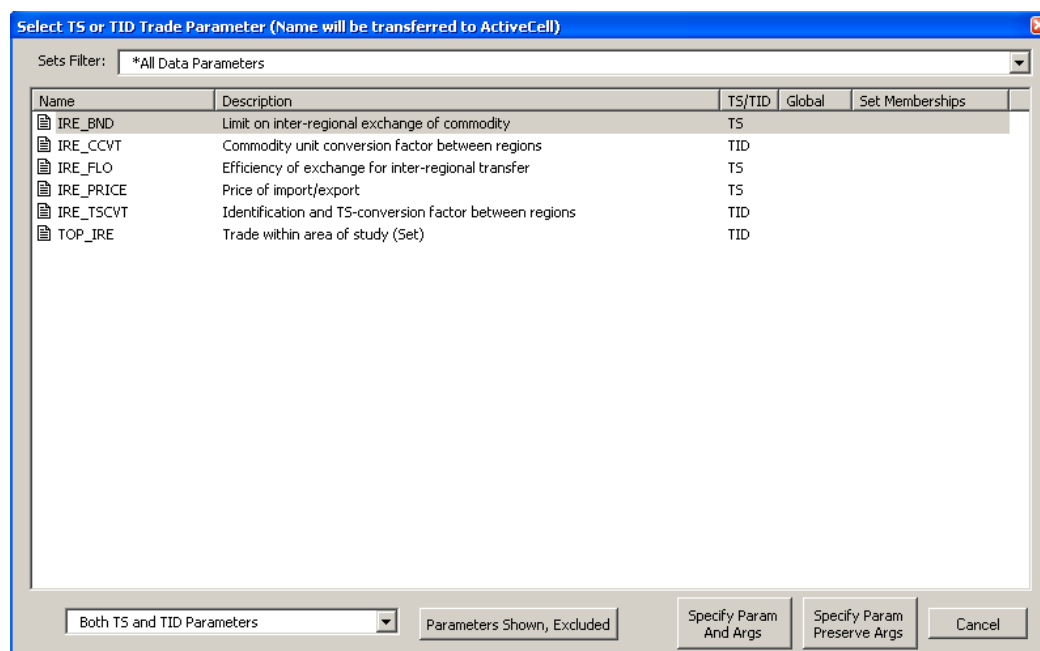 Select TS or TID Trade Parameter (Name will be transferred to ActiveCell)
Sets Filter: *All Data Parameters
Name Description TS/TID Global Set Memberships
IRE_BND Limit on inter-regional exchange of commodity TS
IRE_CCVT Commodity unit conversion factor between regions TID
IRE_FLO Efficiency of exchange for inter-regional transfer TS
IRE_PRICE Price of import/export TS
IRE_TSCVT Identification and TS-conversion factor between regions TID
TOP_IRE Trade within area of study (Set) TID
Both TS and TID Parameters
Parameters Shown, Excluded
Specify Param
And Args
Specify Param
Preserve Args
Cancel